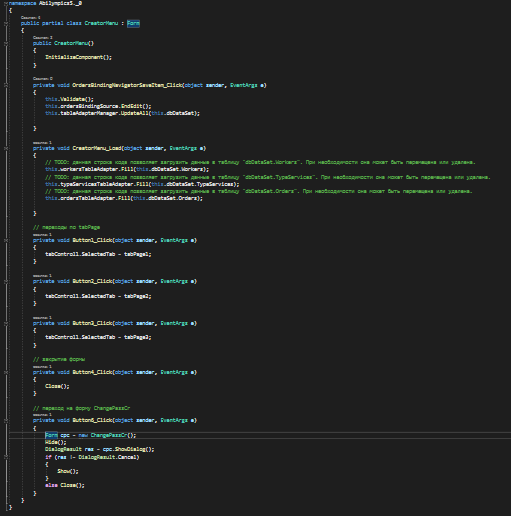 namespace Abilympics5._0
{
Ссылок: 5
public partial class CreatorMenu : Form
{
Ссылок: 3
public CreatorMenu()
{
InitializeComponent();
}
Ссылок: 0
private void OrdersBindingNavigatorSaveItem_Click(object sender, EventArgs e)
{
this.Validate();
this.ordersBindingSource.EndEdit();
this.tableAdapterManager.UpdateAll(this.dbDataSet);
}
Ссылок: 1
private void CreatorMenu_Load(object sender, EventArgs e)
{
// TODO: данная строка кода позволяет загрузить данные в таблицу "dbDataSet.Workers". При необходимости она может быть перемещена или удалена.
this.workersTableAdapter.Fill(this.dbDataSet.Workers);
// TODO: данная строка кода позволяет загрузить данные в таблицу "dbDataSet.TypeServices". При необходимости она может быть перемещена или удалена.
this.typeServicesTableAdapter.Fill(this.dbDataSet.TypeServices);
// TODO: данная строка кода позволяет загрузить данные в таблицу "dbDataSet.Orders". При необходимости она может быть перемещена или удалена.
this.ordersTableAdapter.Fill(this.dbDataSet.Orders);
}
// переходы по tabPage
Ссылок: 1
private void Button1_Click(object sender, EventArgs e)
{
tabControl1.SelectedTab = tabPage1;
}
Ссылок: 1
private void Button2_Click(object sender, EventArgs e)
{
tabControl1.SelectedTab = tabPage2;
}
Ссылок: 1
private void Button3_Click(object sender, EventArgs e)
{
tabControl1.SelectedTab = tabPage3;
}
// закрытие формы
Ссылок: 1
private void Button4_Click(object sender, EventArgs e)
{
Close();
}
// переход на форму ChangePassCr
Ссылок: 1
private void Button5_Click(object sender, EventArgs e)
{
Form cpc = new ChangePassCr();
Hide();
DialogResult res = cpc.ShowDialog();
if (res != DialogResult.Cancel)
{
Show();
}
else Close();
}
}
}